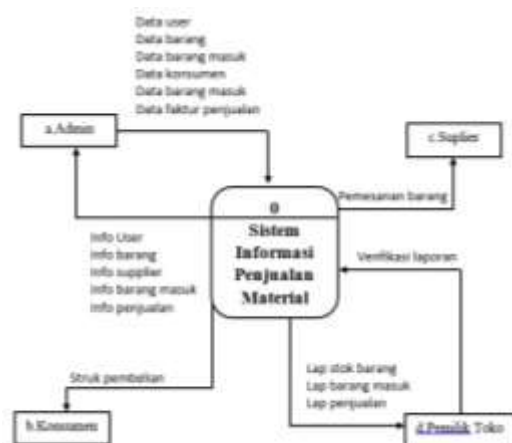 Data user
Data barang
Data barang masuk
Data konsumen
Data barang masuk
Data faktur penjualan
a.Admin
c.Suplier
Pemesanan barang
0
Sistem
Informasi
Penjualan
Material
Info User
Info barang
Info supplier
Info barang masuk
Info penjualan
Verifikasi laporan
Struk pembelian
Lap stok barang
Lap barang masuk
Lap penjualan
b.Konsumen
d.Pemilik Toko